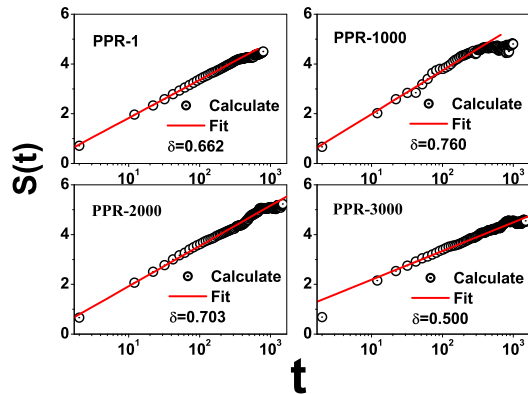 PPR-1
Calculate
Fit
δ=0.662
PPR-1000
Calculate
Fit
δ=0.760
PPR-2000
Calculate
Fit
δ=0.703
PPR-3000
Calculate
Fit
δ=0.500
S(t)
t
6
4
2
0
10¹ 10² 10³
6
4
2
0
10¹ 10² 10³
6
4
2
0
10¹ 10² 10³
6
4
2
0
10¹ 10² 10³